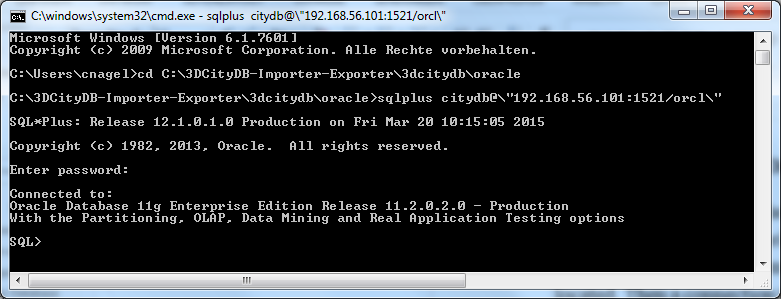 C:\windows\system32\cmd.exe - sqlplus  citydb@\"192.168.56.101:1521/orcl\"
Microsoft Windows [Version 6.1.7601]
Copyright (c) 2009 Microsoft Corporation. Alle Rechte vorbehalten.
C:\Users\cnagel>cd C:\3DCityDB-Importer-Exporter\3dcitydb\oracle
C:\3DCityDB-Importer-Exporter\3dcitydb\oracle>sqlplus citydb@\"192.168.56.101:1521/orcl\"
SQL*Plus: Release 12.1.0.1.0 Production on Fri Mar 20 10:15:05 2015
Copyright (c) 1982, 2013, Oracle.  All rights reserved.
Enter password:
Connected to:
Oracle Database 11g Enterprise Edition Release 11.2.0.2.0 - Production
With the Partitioning, OLAP, Data Mining and Real Application Testing options
SQL>